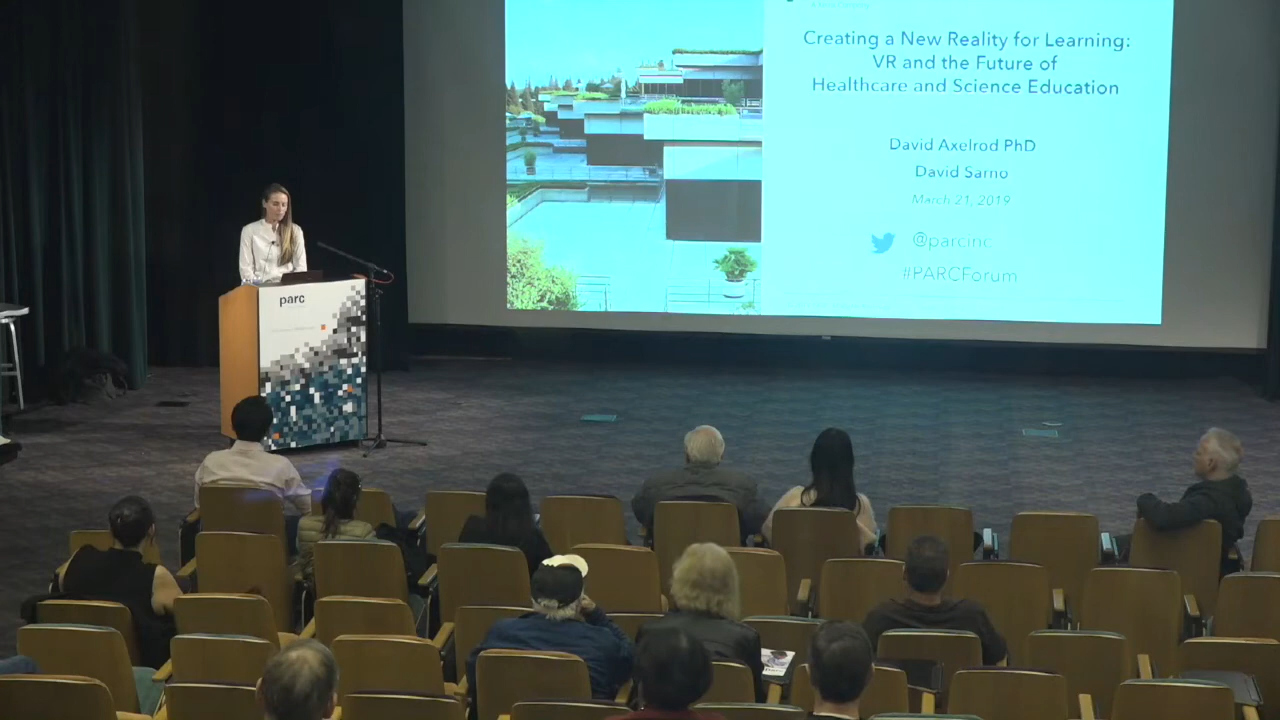 Creating a New Reality for Learning:
VR and the Future of
Healthcare and Science Education
David Axelrod PhD
David Sarno
March 21, 2019
@parcinc
#PARCForum
parc